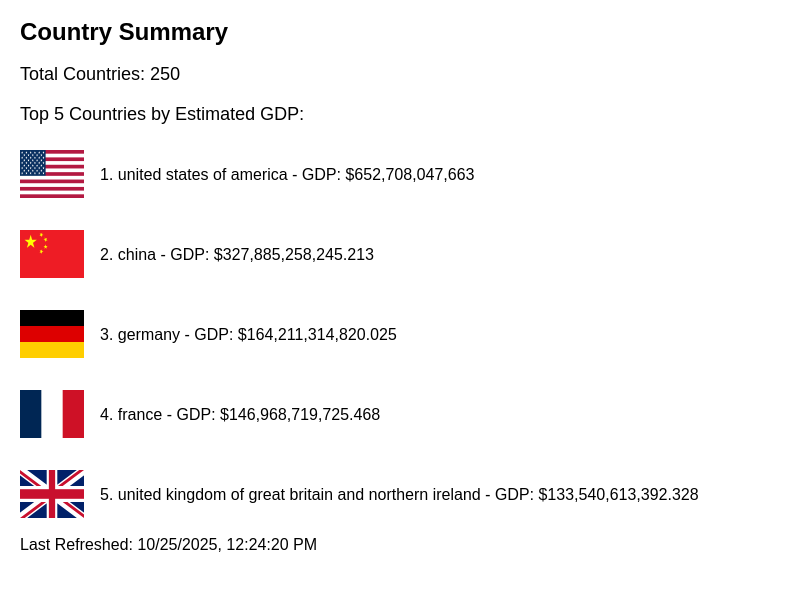 Country Summary
Total Countries: 250
Top 5 Countries by Estimated GDP:
1. united states of america - GDP: $652,708,047,663
2. china - GDP: $327,885,258,245.213
3. germany - GDP: $164,211,314,820.025
4. france - GDP: $146,968,719,725.468
5. united kingdom of great britain and northern ireland - GDP: $133,540,613,392.328
Last Refreshed: 10/25/2025, 12:24:20 PM